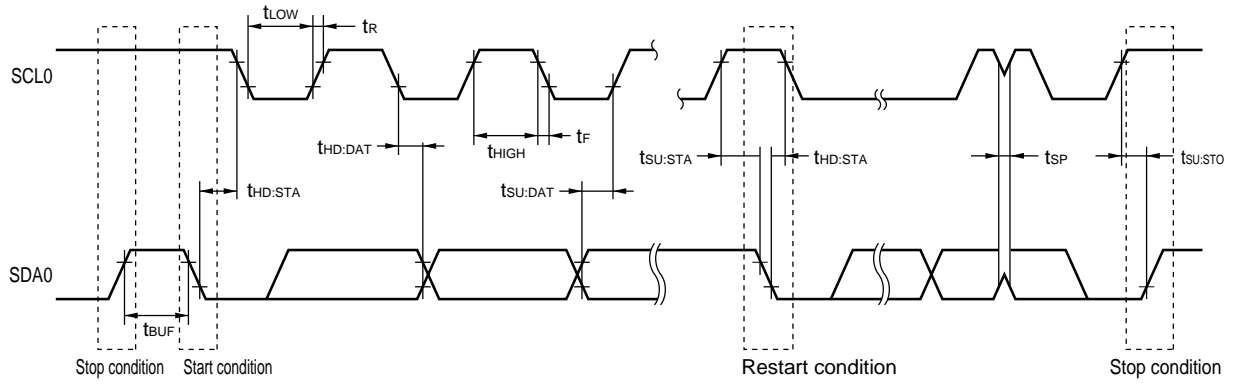 tLOW
tR
SCL0
tHD:DAT
tHIGH
tF
tSU:STA
tHD:STA
tSP
tSU:STO
tHD:STA
tSU:DAT
SDA0
tBUF
Stop condition
Start condition
Restart condition
Stop condition